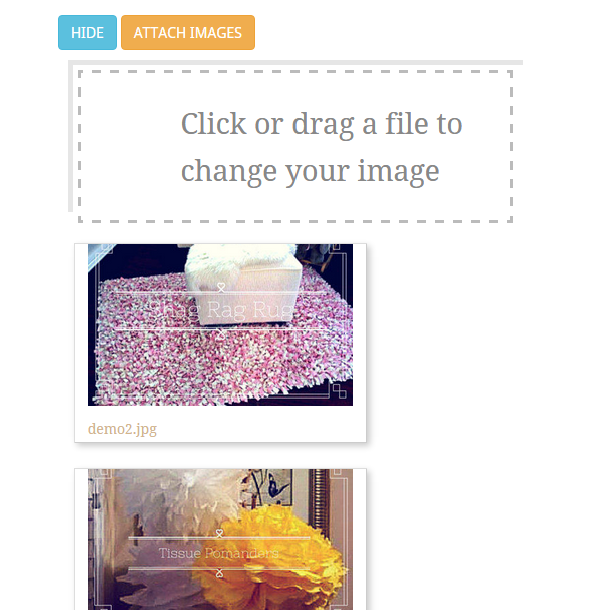 HIDE ATTACH IMAGES
Click or drag a file to
change your image
Shag Rag Rug
demo2.jpg
Tissue Pomanders